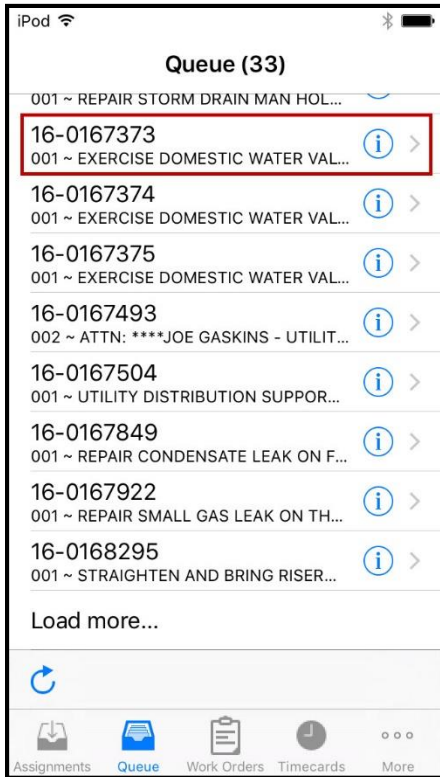 iPod
Queue (33)
001 ~ REPAIR STORM DRAIN MAN HOL...
16-0167373
001 ~ EXERCISE DOMESTIC WATER VAL...
16-0167374
001 ~ EXERCISE DOMESTIC WATER VAL...
16-0167375
001 ~ EXERCISE DOMESTIC WATER VAL...
16-0167493
002 ~ ATTN: ****JOE GASKINS - UTILIT...
16-0167504
001 ~ UTILITY DISTRIBUTION SUPPOR...
16-0167849
001 ~ REPAIR CONDENSATE LEAK ON F...
16-0167922
001 ~ REPAIR SMALL GAS LEAK ON TH...
16-0168295
001 ~ STRAIGHTEN AND BRING RISER...
Load more...
Assignments Queue Work Orders Timecards More